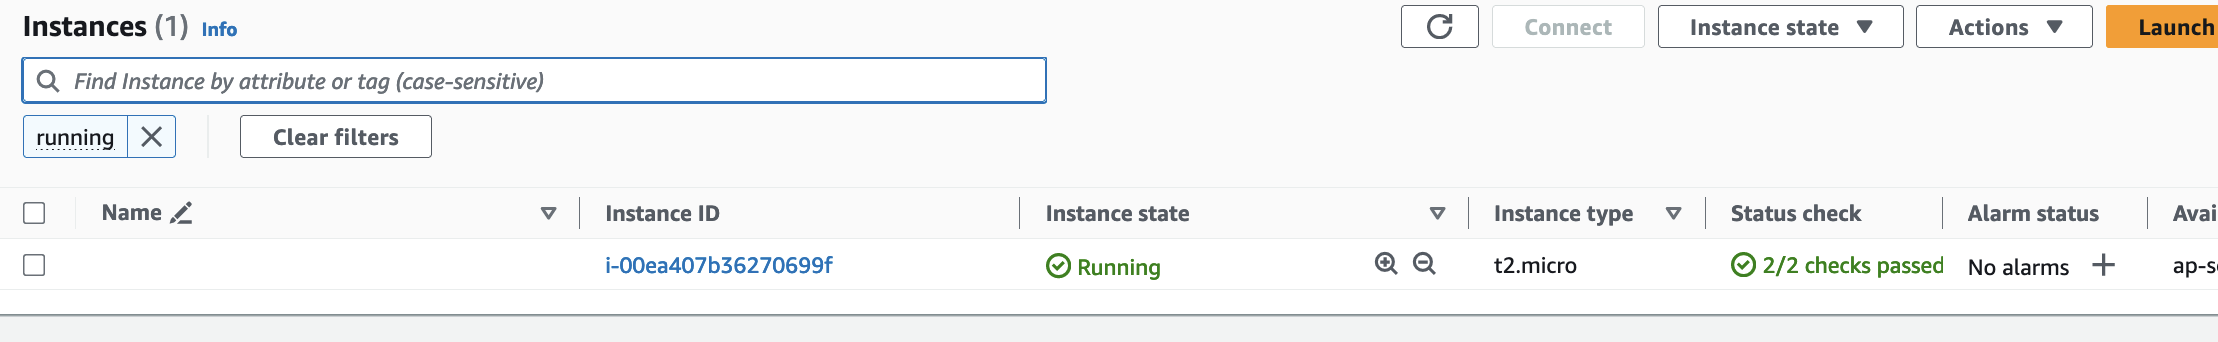 Instances (1) Info Connect Instance state Actions Launch
Find Instance by attribute or tag (case-sensitive)
running Clear filters
Name Instance ID Instance state Instance type Status check Alarm status Avai
i-00ea407b36270699f Running t2.micro 2/2 checks passed No alarms ap-s